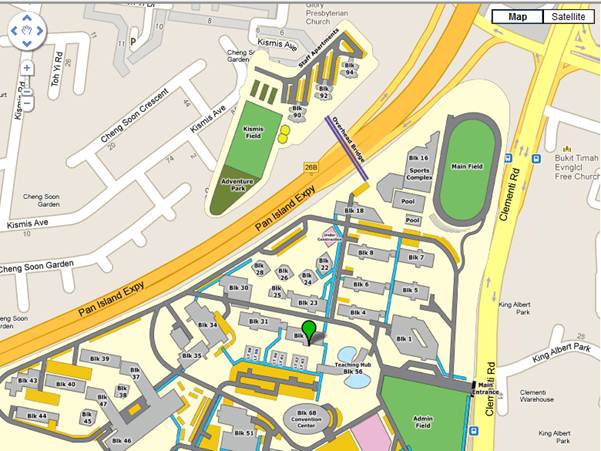 Map
Satellite
Glory
Presbyterian
Church
Kismis Ave
Staff Apartments
Cheng Soon
Garden
P
26
Toh Yi Rd
Kismis Rd
Blk
94
Blk
92
Blk
90
Cheng Soon Crescent
Kismis Ave
28
Kismis
Field
Adventure
Park
Overhead Bridge
26B
74
20
Cheng Soon
Garden
Kismis Ave
10
Cheng Soon Garden
Pan Island Expy
Pan Island Expy
Blk 16
Sports
Complex
Main Field
Pool
Pool
Clementi Rd
Bukit Timah
Evnglcl
Free Church
Blk 18
Under
Construction
Blk 8
Blk 7
Blk
28
Blk
26
Blk
24
Blk
22
Blk
25
Blk 23
Blk 30
Blk 6
Blk 5
Blk 4
Blk 34
Blk 31
Blk
Blk 1
Blk
35
Teaching Hub
Blk 56
King Albert
Park
King Albert Park
Clementi Rd
Main
Entrance
Clementi
Warehouse
Blk 39
Blk
43
Blk 40
Blk
37
Blk
38
Blk
47
Blk
45
Blk 44
Blk 46
Blk
51
Blk 68
Convention
Center
Admin
Field